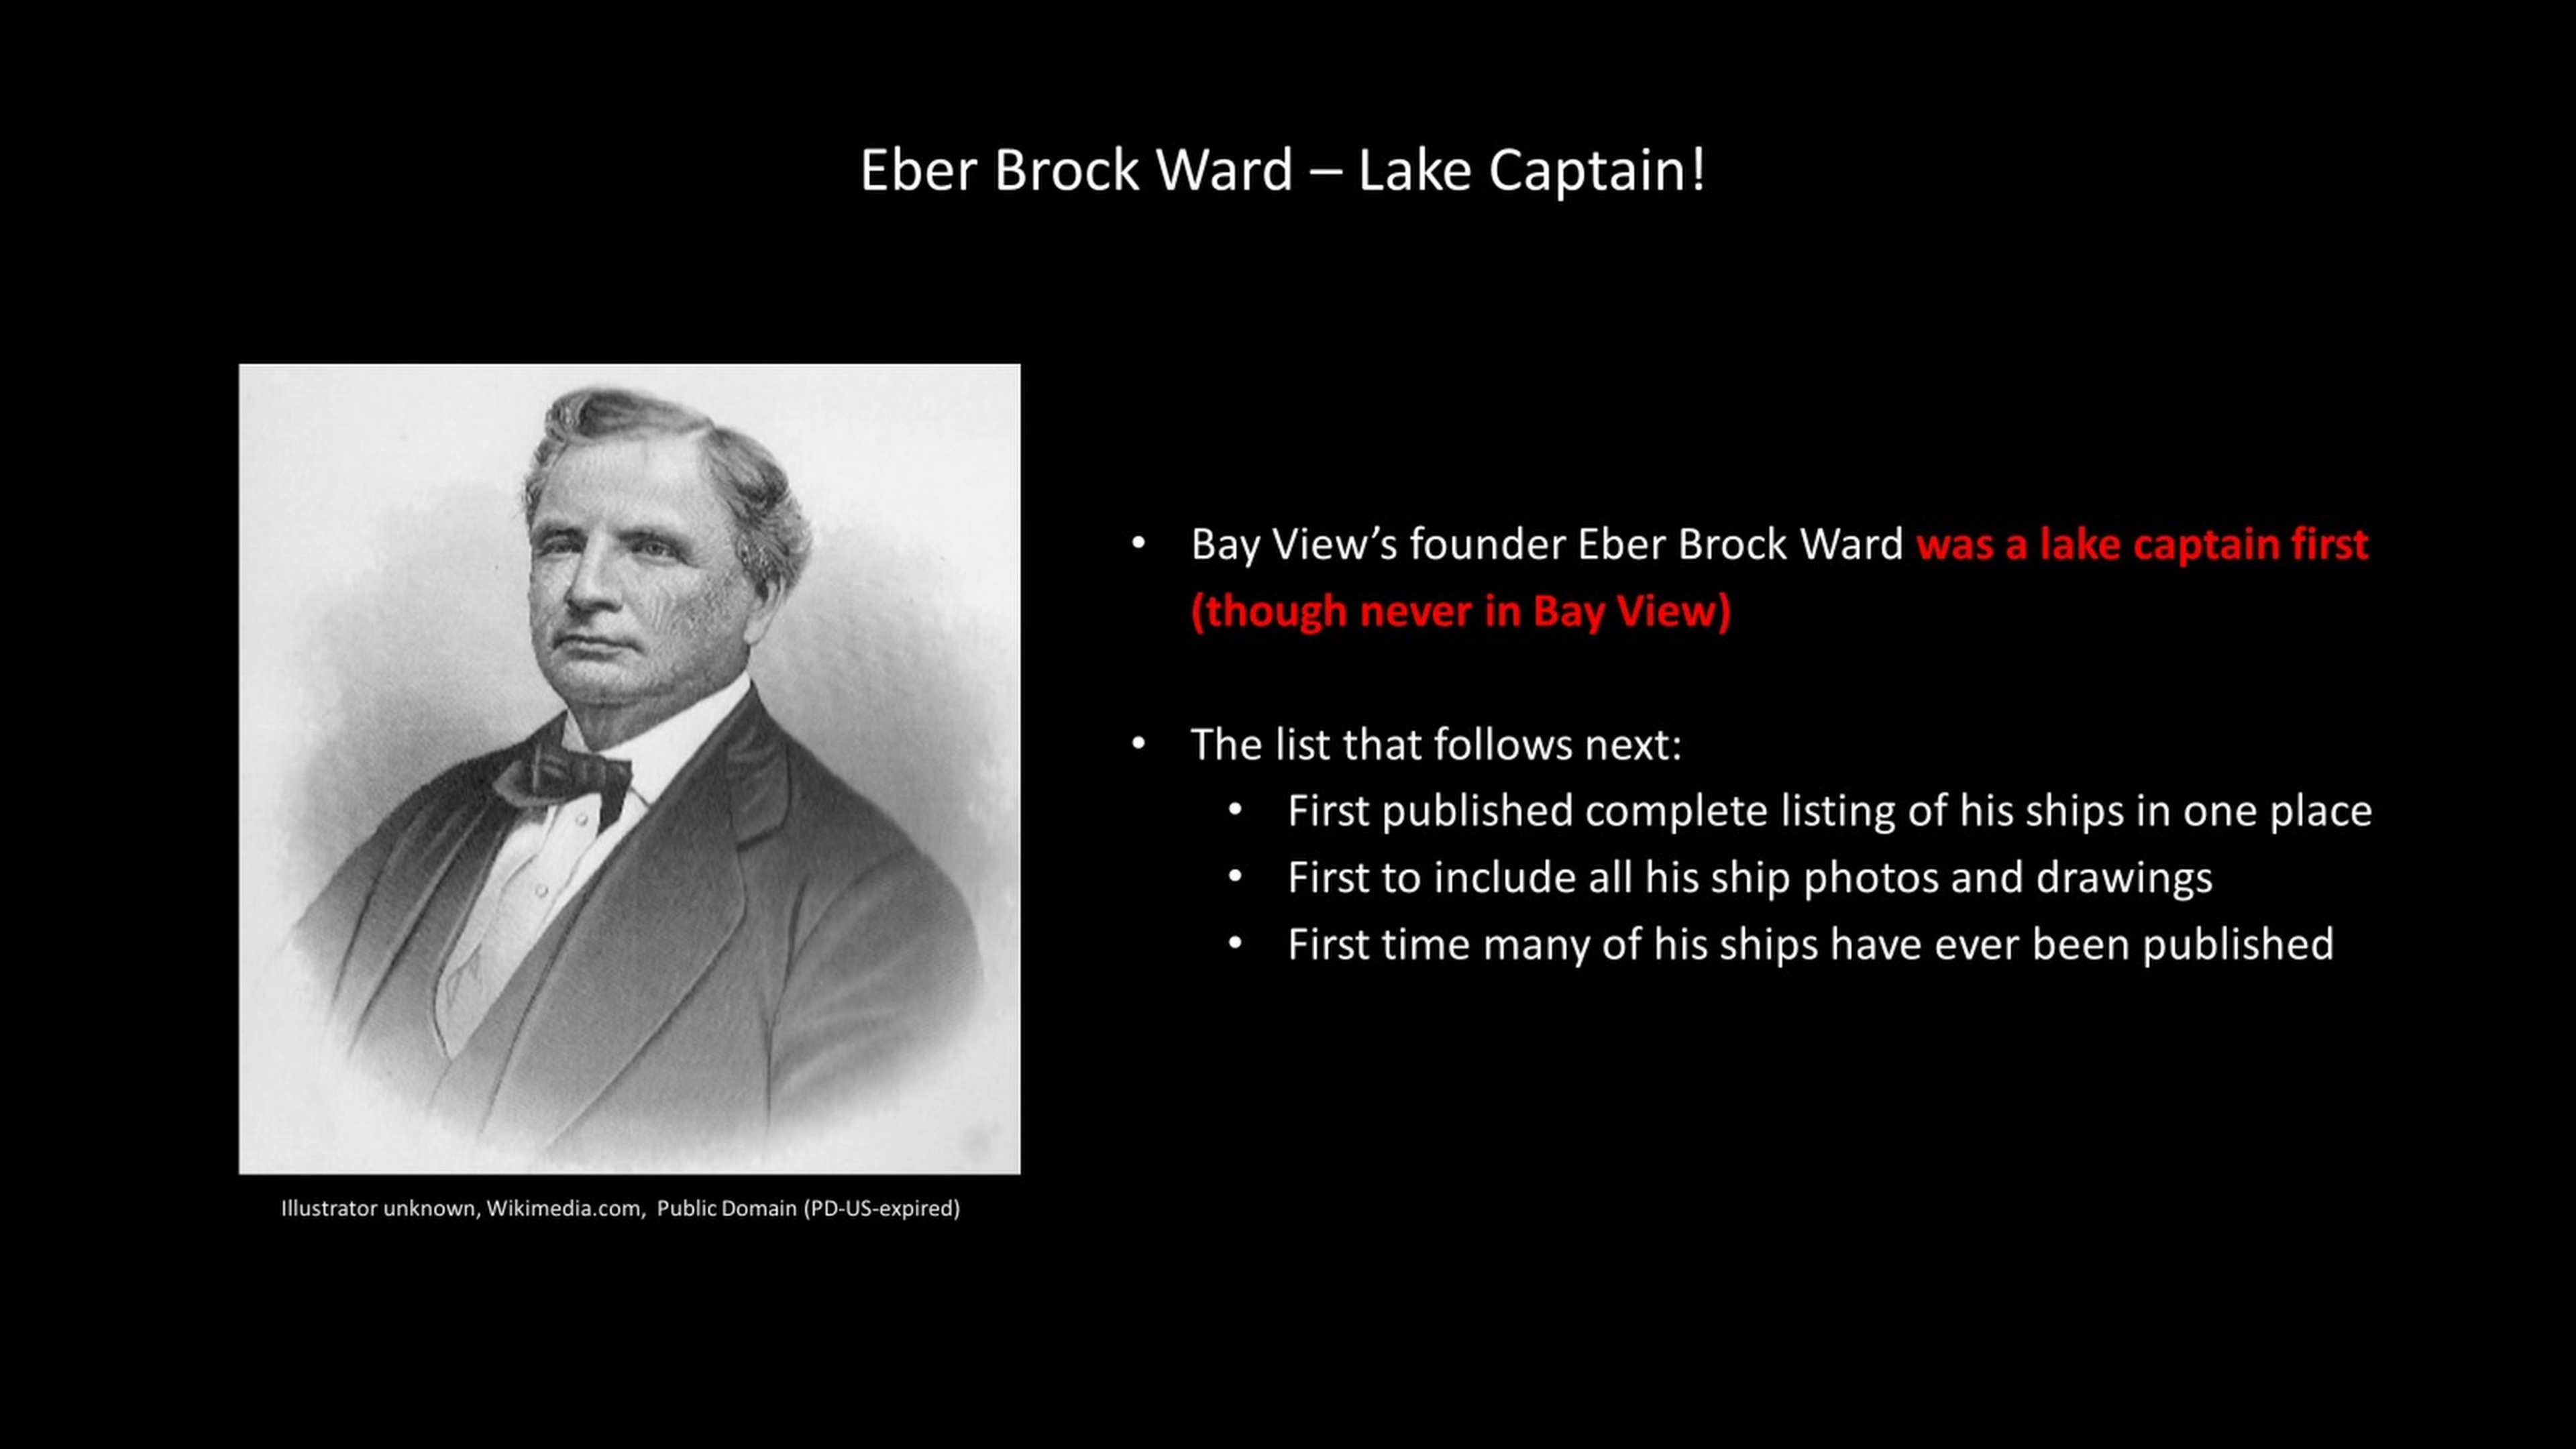 Eber Brock Ward – Lake Captain!
• Bay View’s founder Eber Brock Ward was a lake captain first
(though never in Bay View)
• The list that follows next:
• First published complete listing of his ships in one place
• First to include all his ship photos and drawings
• First time many of his ships have ever been published
Illustrator unknown, Wikimedia.com, Public Domain (PD-US-expired)